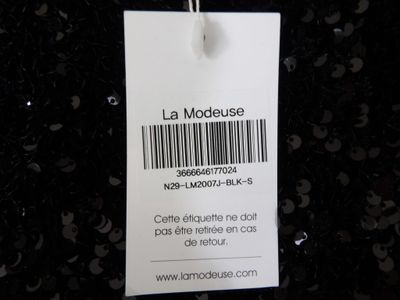 La Modeuse
3666646177024
N29-LM2007J-BLK-S
Cette étiquette ne doit
pas être retirée en cas
de retour.
www.lamodeuse.com